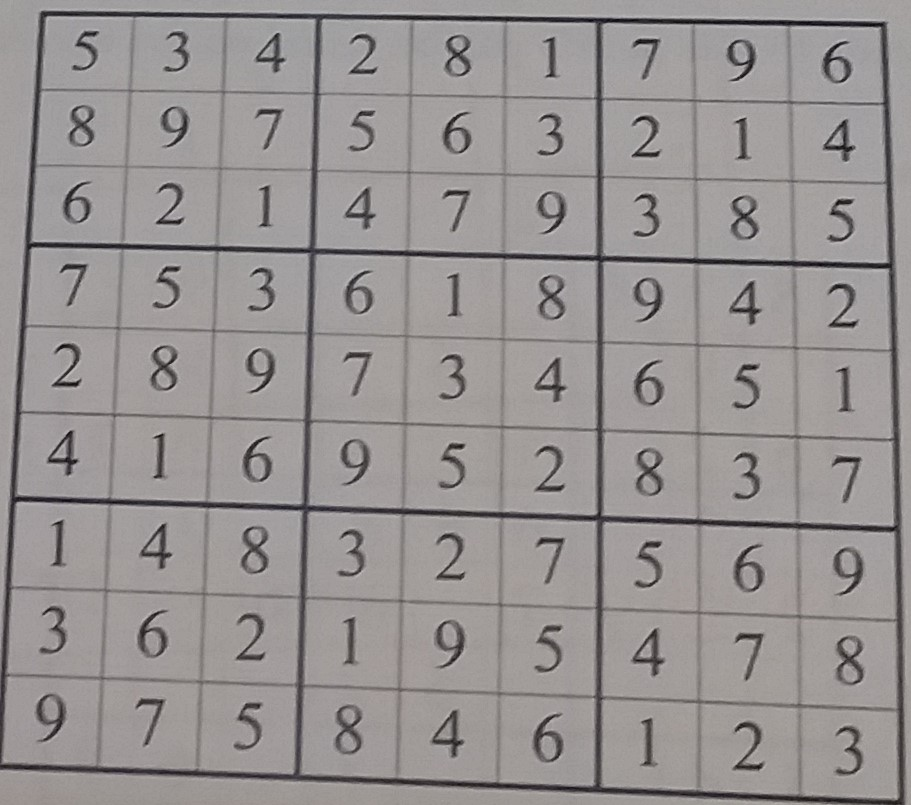 5 3 4 2 8 1 7 9 6
8 9 7 5 6 3 2 1 4
6 2 1 4 7 9 3 8 5
7 5 3 6 1 8 9 4 2
2 8 9 7 3 4 6 5 1
4 1 6 9 5 2 8 3 7
1 4 8 3 2 7 5 6 9
3 6 2 1 9 5 4 7 8
9 7 5 8 4 6 1 2 3